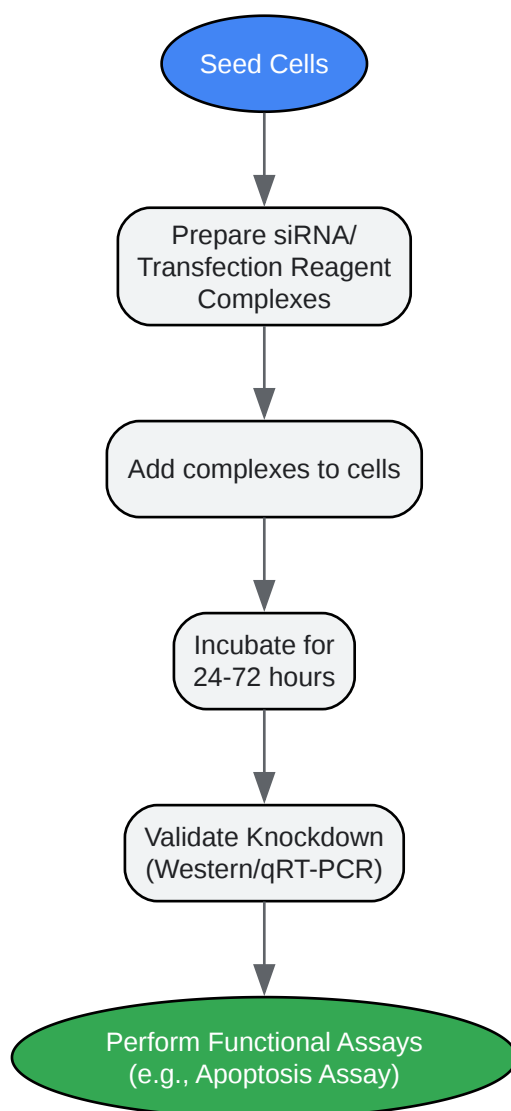 Seed Cells
Prepare siRNA/
Transfection Reagent
Complexes
Add complexes to cells
Incubate for
24-72 hours
Validate Knockdown
(Western/qRT-PCR)
Perform Functional Assays
(e.g., Apoptosis Assay)